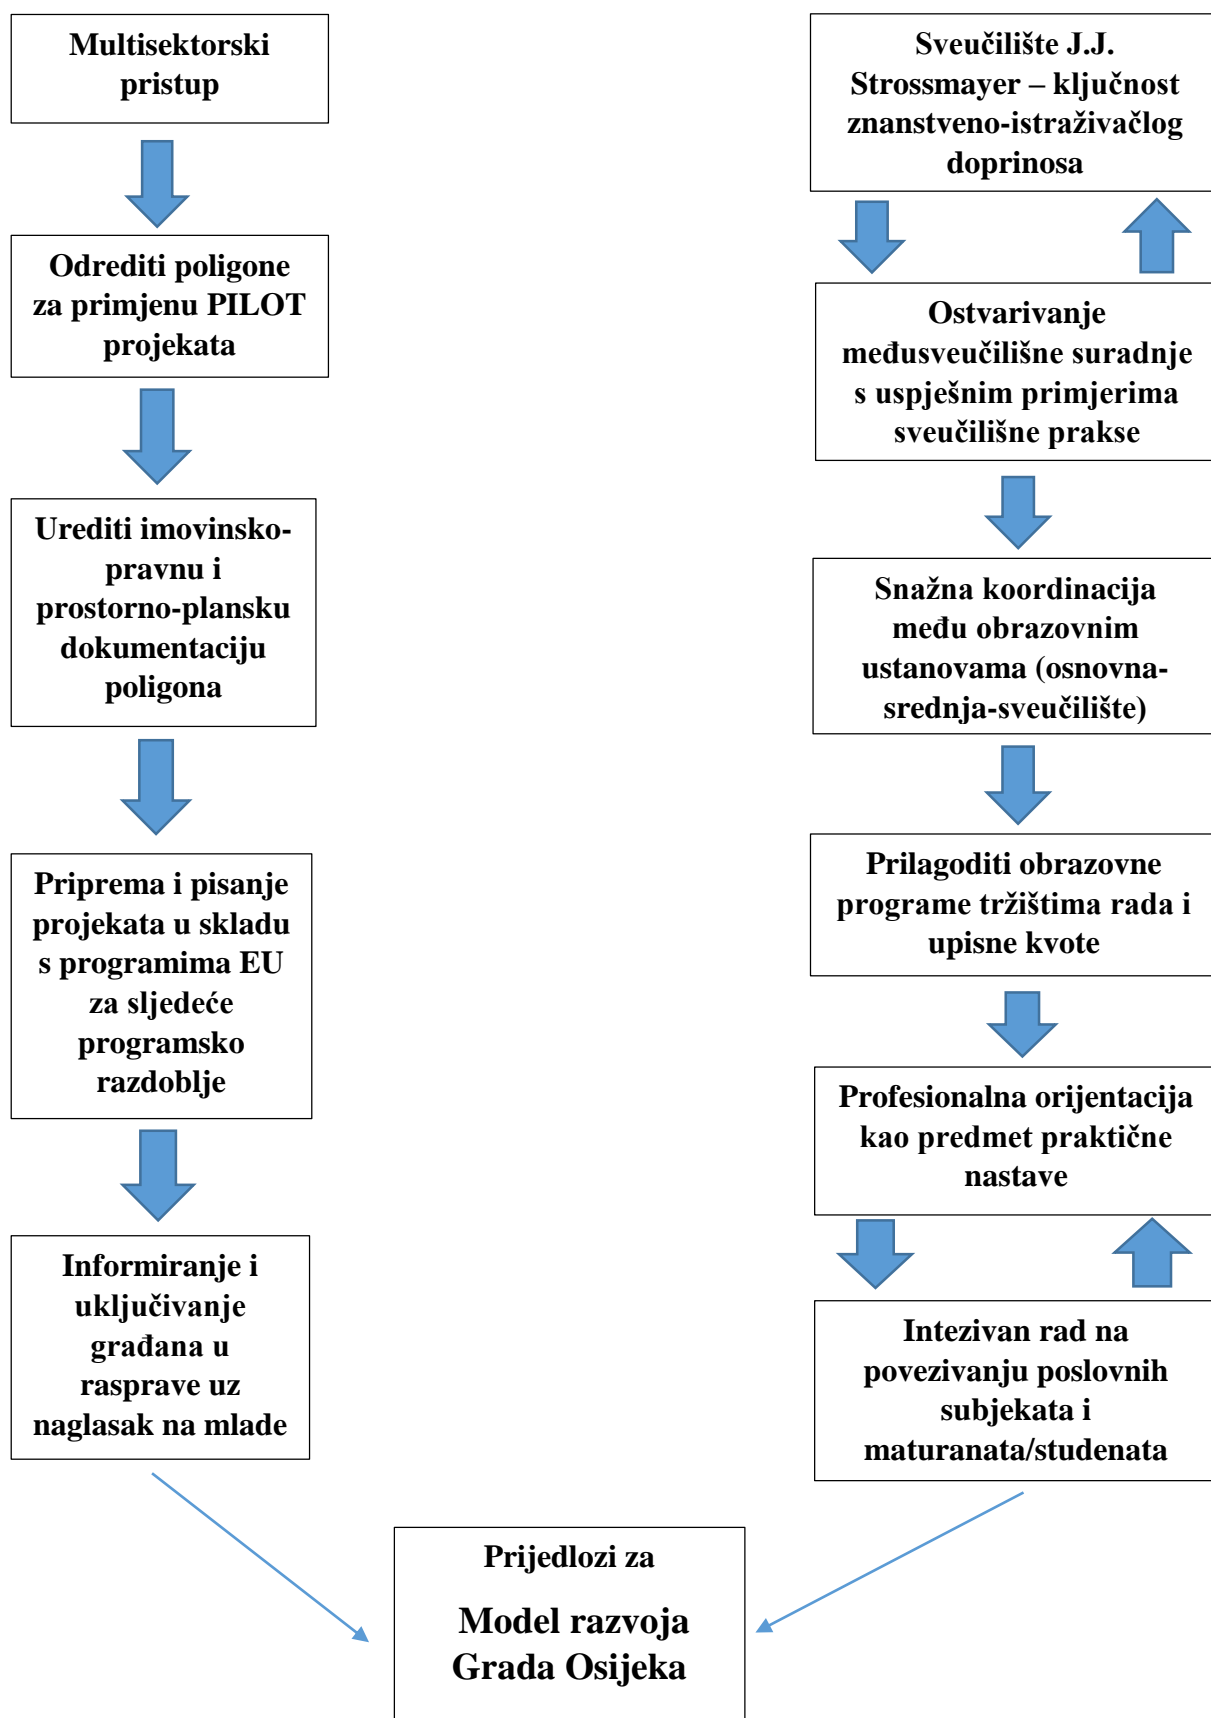 Multisektorski
pristup
Odrediti poligone
za primjenu PILOT
projekata
Urediti imovinsko-
pravnu i
prostorno-plansku
dokumentaciju
poligona
Priprema i pisanje
projekata u skladu
s programima EU
za sljedeće
programsko
razdoblje
Informiranje i
uključivanje
građana u
rasprave uz
naglasak na mlade
Sveučilište J.J.
Strossmayer – ključnost
znanstveno-istraživačlog
doprinosa
Ostvarivanje
međusveučilišne suradnje
s uspješnim primjerima
sveučilišne prakse
Snažna koordinacija
među obrazovnim
ustanovama (osnovna-
srednja-sveučilište)
Prilagoditi obrazovne
programe tržištima rada i
upisne kvote
Profesionalna orijentacija
kao predmet praktične
nastave
Intezivan rad na
povezivanju poslovnih
subjekata i
maturanata/studenata
Prijedlozi za
Model razvoja
Grada Osijeka